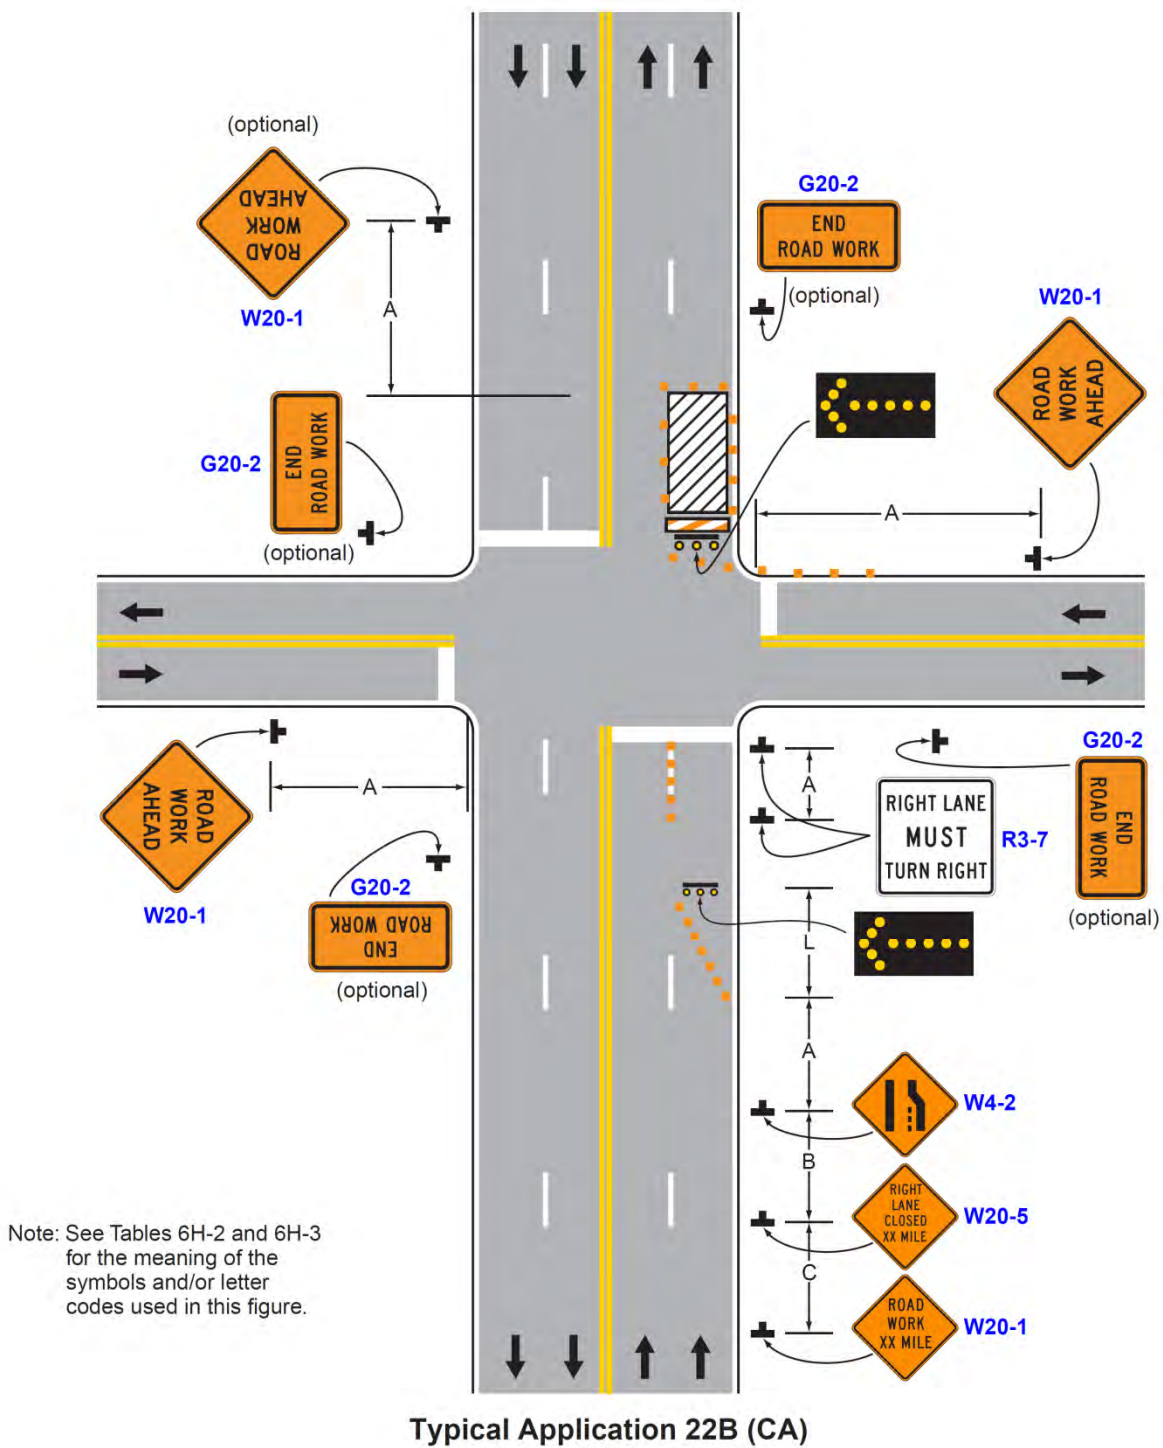 (optional)
ROAD
WORK
AHEAD
W20-1
A
G20-2
END
ROAD WORK
(optional)
W20-1
ROAD
WORK
AHEAD
G20-2
END
ROAD WORK
(optional)
A
A
ROAD
WORK
AHEAD
W20-1
A
G20-2
END
ROAD WORK
(optional)
A
RIGHT LANE
MUST
TURN RIGHT
R3-7
G20-2
END
ROAD WORK
(optional)
L
A
W4-2
B
RIGHT
LANE
CLOSED
XX MILE
W20-5
C
ROAD
WORK
XX MILE
W20-1
Note: See Tables 6H-2 and 6H-3
for the meaning of the
symbols and/or letter
codes used in this figure.
Typical Application 22B (CA)